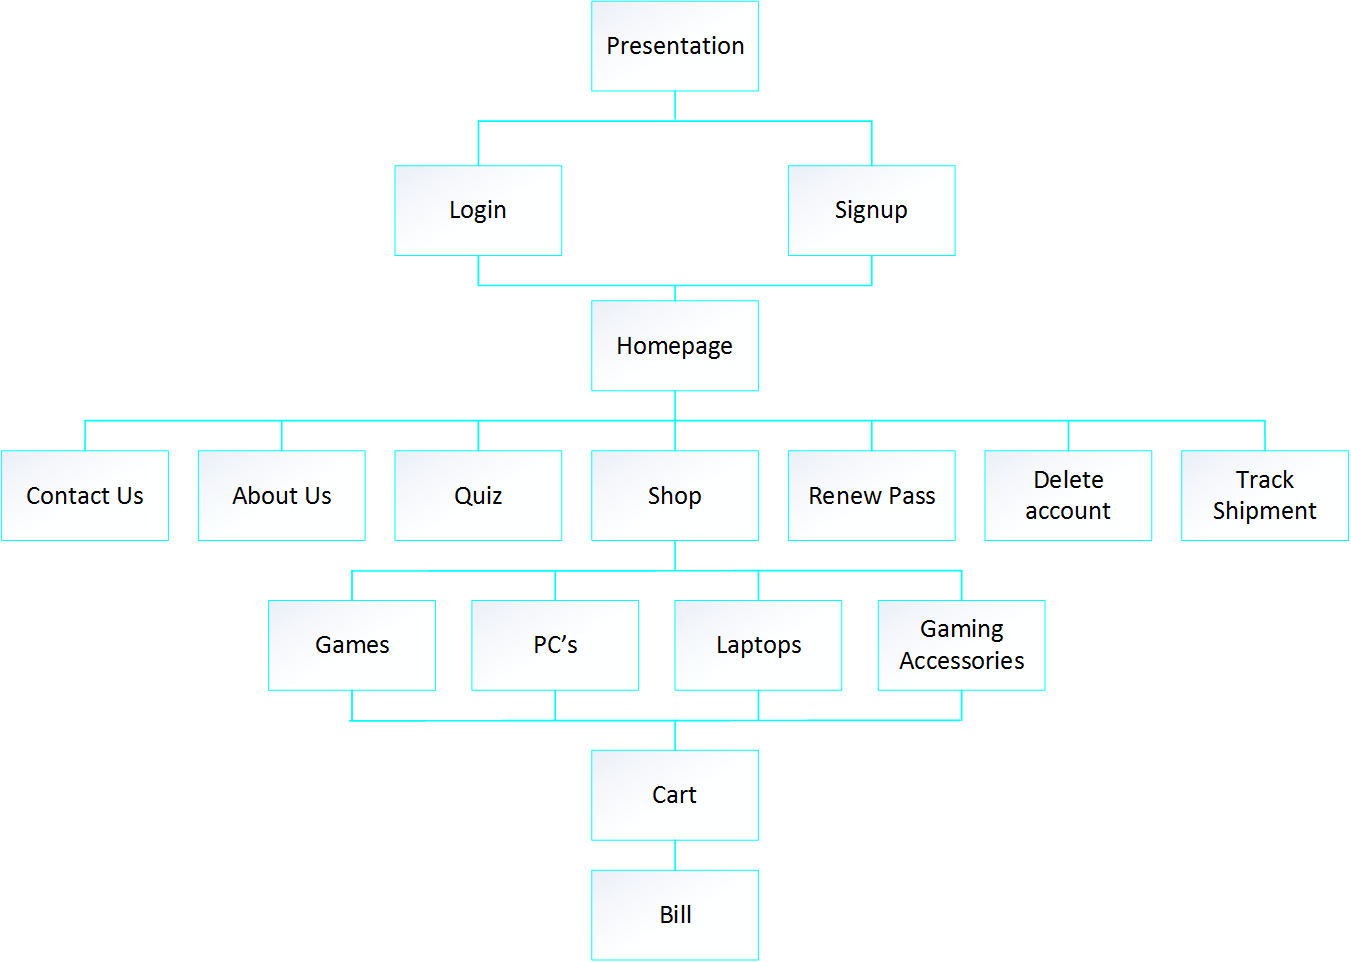 Presentation
Login
Signup
Homepage
Contact Us
About Us
Quiz
Shop
Renew Pass
Delete
account
Track
Shipment
Games
PC’s
Laptops
Gaming
Accessories
Cart
Bill